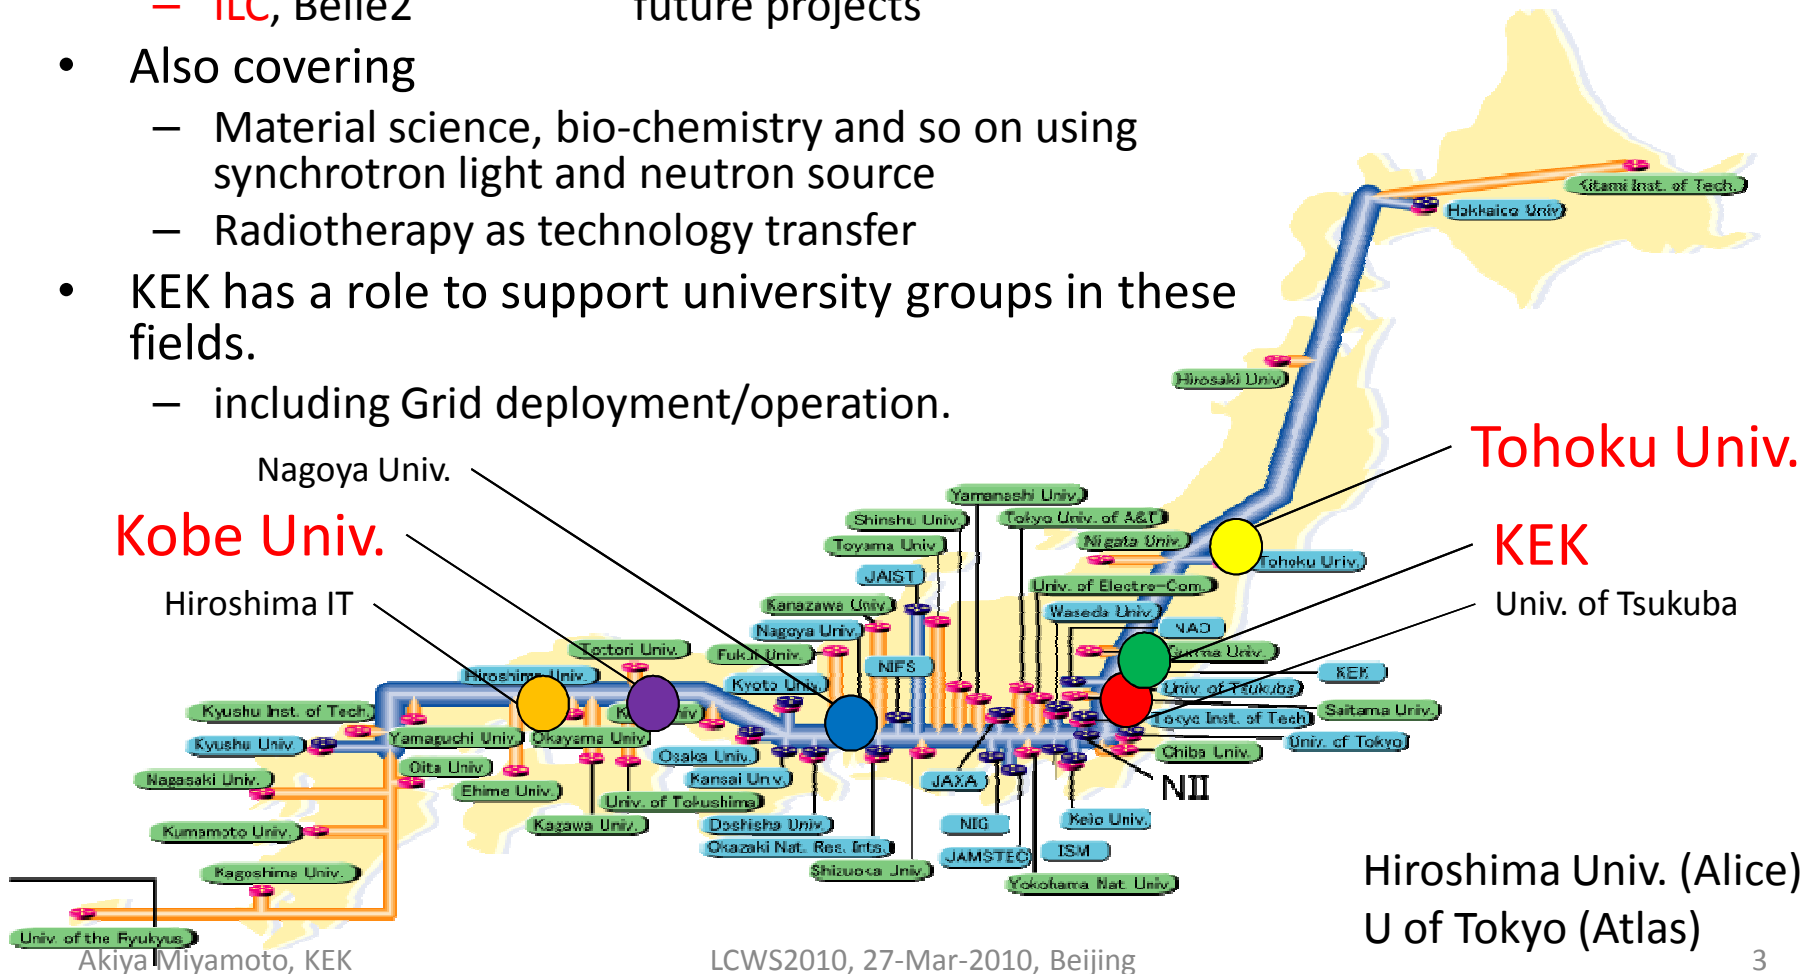 – ILC, Belle2 future projects
• Also covering
– Material science, bio-chemistry and so on using
synchrotron light and neutron source
– Radiotherapy as technology transfer
• KEK has a role to support university groups in these
fields.
– including Grid deployment/operation.
Kitami Inst. of Tech.
Hokkaido Univ.
Hirosaki Univ.
Tohoku Univ.
Nagoya Univ.
Yamanashi Univ.
Kobe Univ.
Shinshu Univ.
Tokyo Univ. of A&T
KEK
Toyama Univ.
Niigata Univ.
Tohoku Univ.
JAIST
Univ. of Electro-Com.
Hiroshima IT
Kanazawa Univ.
Waseda Univ.
Univ. of Tsukuba
Nagoya Univ.
NAO
Tottori Univ.
Fukui Univ.
NIFS
Gunma Univ.
KEK
Hiroshima Univ.
Kyoto Univ.
Univ. of Tsukuba
Kyushu Inst. of Tech.
Saitama Univ.
Tokyo Inst. of Tech.
Kyushu Univ.
Yamaguchi Univ.
Okayama Univ.
Osaka Univ.
Chiba Univ.
Univ. of Tokyo
Nagasaki Univ.
Oita Univ.
Kansai Univ.
JAXA
NII
Ehime Univ.
Univ. of Tokushima
Kumamoto Univ.
Kagawa Univ.
Doshisha Univ.
NIG
Keio Univ.
Okazaki Nat. Res. Ints.
JAMSTEC
ISM
Kagoshima Univ.
Shizuoka Univ.
Yokohama Nat. Univ.
Hiroshima Univ. (Alice)
U of Tokyo (Atlas)
Univ. of the Ryukyus
Akiya Miyamoto, KEK LCWS2010, 27-Mar-2010, Beijing 3